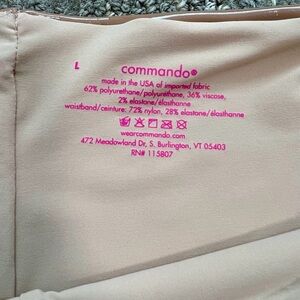 L
commando®
made in the USA of imported fabric
62% polyurethane/polyuréthane, 36% viscose,
2% elastane/élasthanne
waistband/ceinture: 72% nylon, 28% elastane/élasthanne
wearcommando.com
472 Meadowland Dr, S. Burlington, VT 05403
RN# 115807